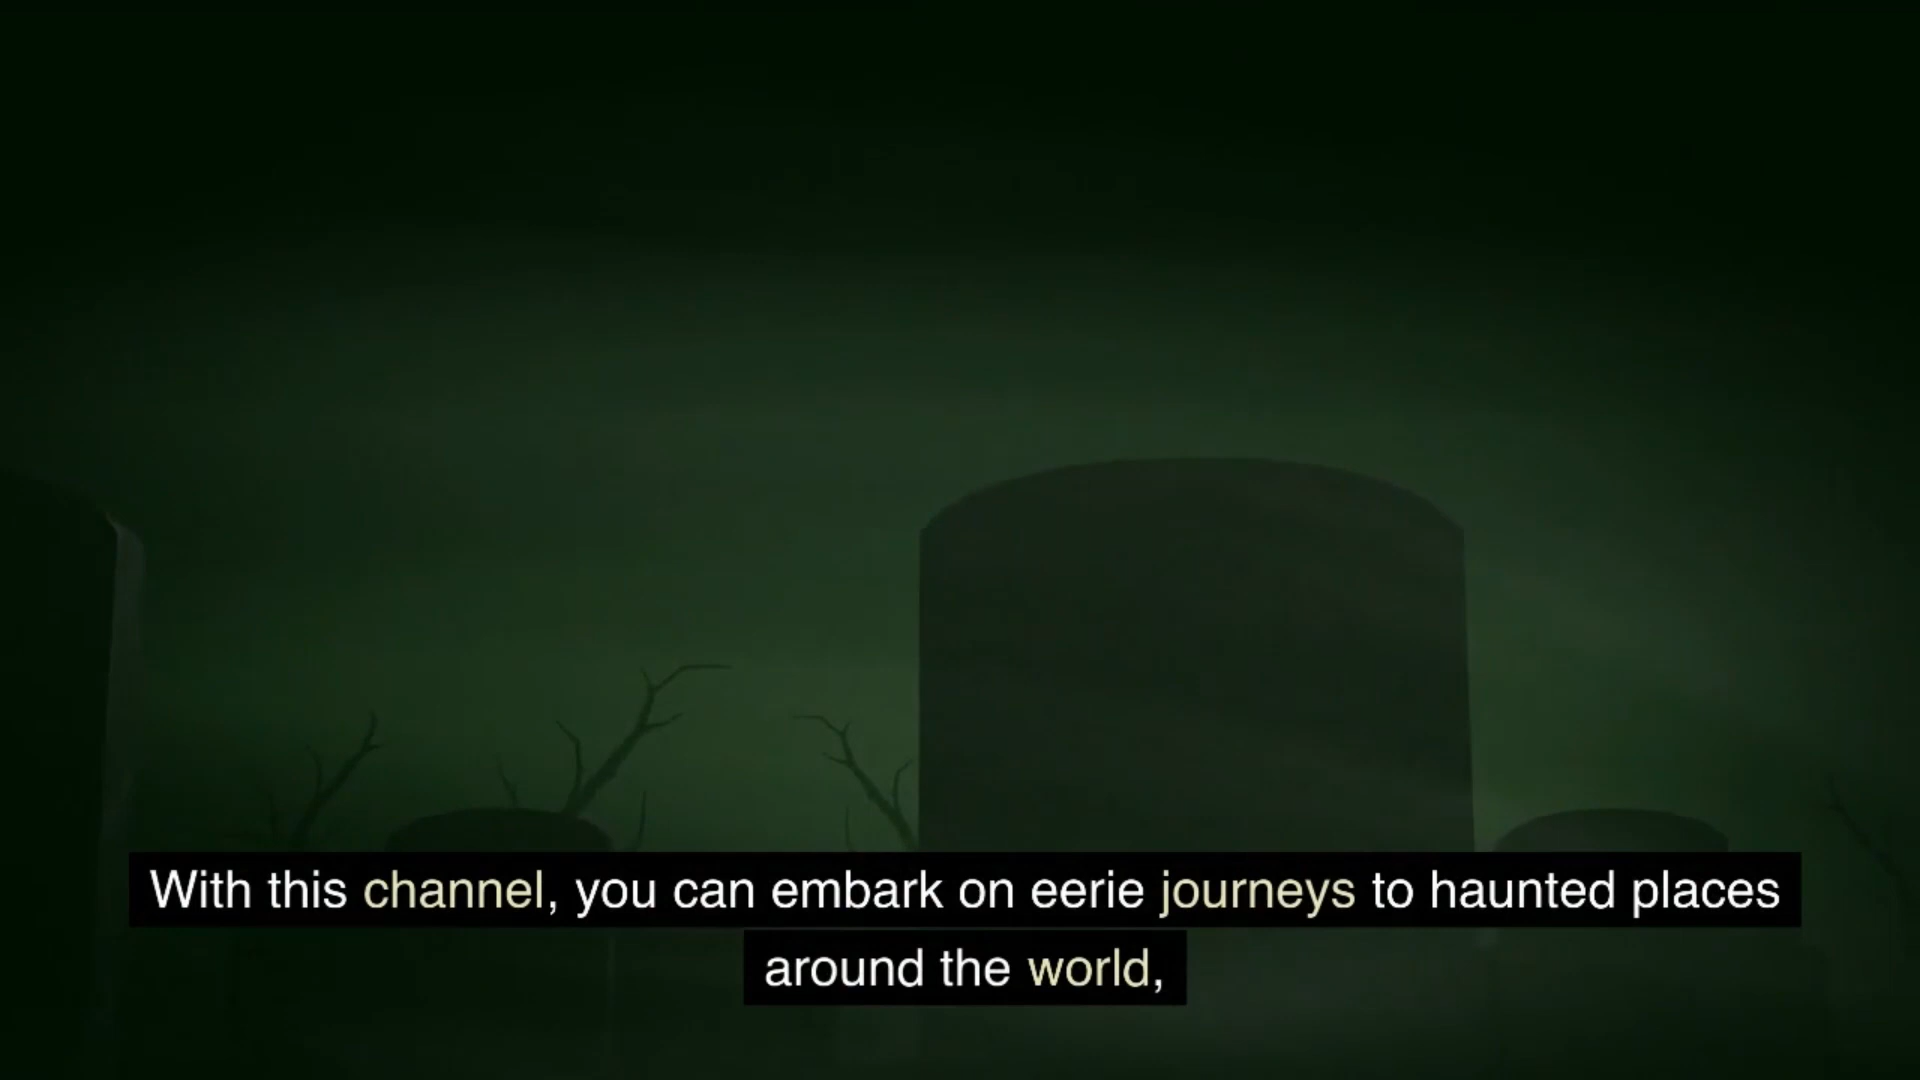 With this channel, you can embark on eerie journeys to haunted places
around the world,